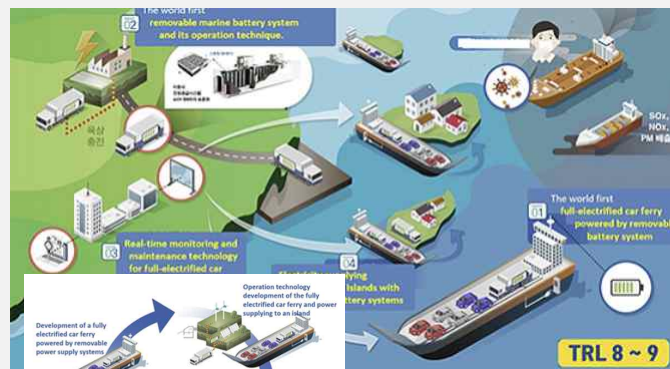 The world first
02
removable marine battery system
and its operation technique.
육상
충전
SOx,
NOx,
PM 배출
The world first
01
full-electrified car ferry
powered by removable
battery system
03
Real-time monitoring and
maintenance technology
for full-electrified car
04
Electricity supplying
Islands with
battery systems
Operation technology
development of the fully
electrified car ferry and power
supplying to an island
Development of a fully
electrified car ferry
powered by removable
power supply systems
TRL 8 ~ 9